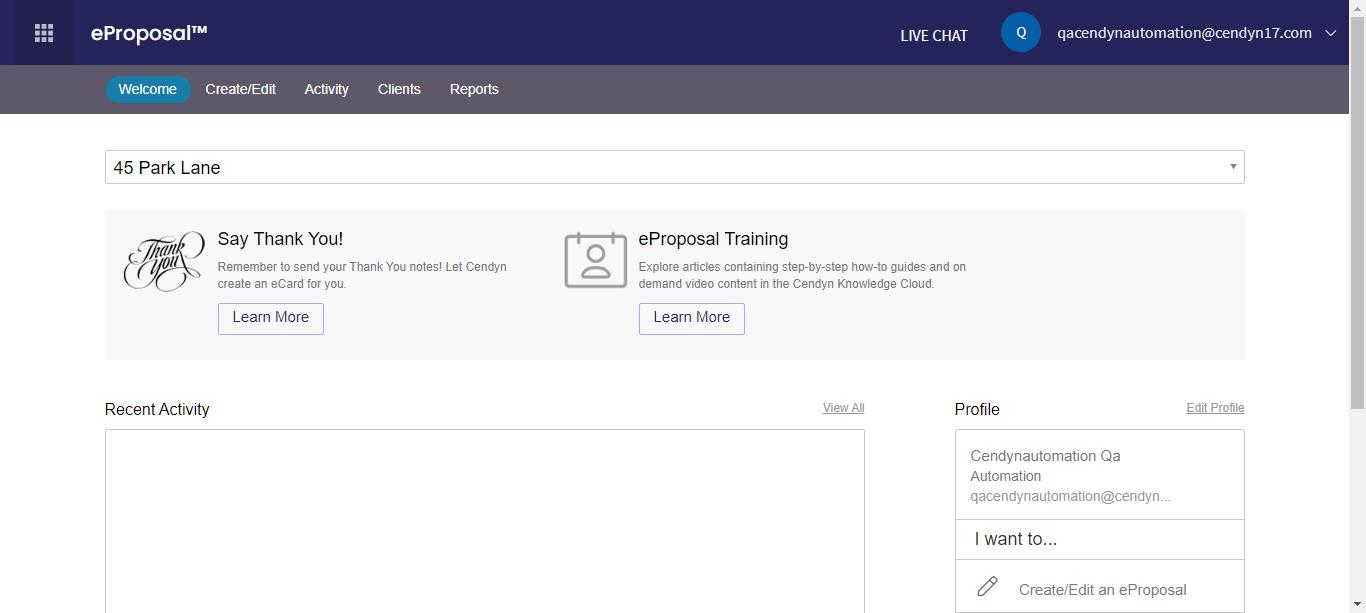 eProposal™
LIVE CHAT
Q
qacendynautomation@cendyn17.com
Welcome
Create/Edit
Activity
Clients
Reports
45 Park Lane
Thank
You
Say Thank You!
Remember to send your Thank You notes! Let Cendyn
create an eCard for you.
Learn More
eProposal Training
Explore articles containing step-by-step how-to guides and on
demand video content in the Cendyn Knowledge Cloud.
Learn More
Recent Activity
View All
Profile
Edit Profile
Cendynautomation Qa
Automation
qacendynautomation@cendyn...
I want to...
Create/Edit an eProposal